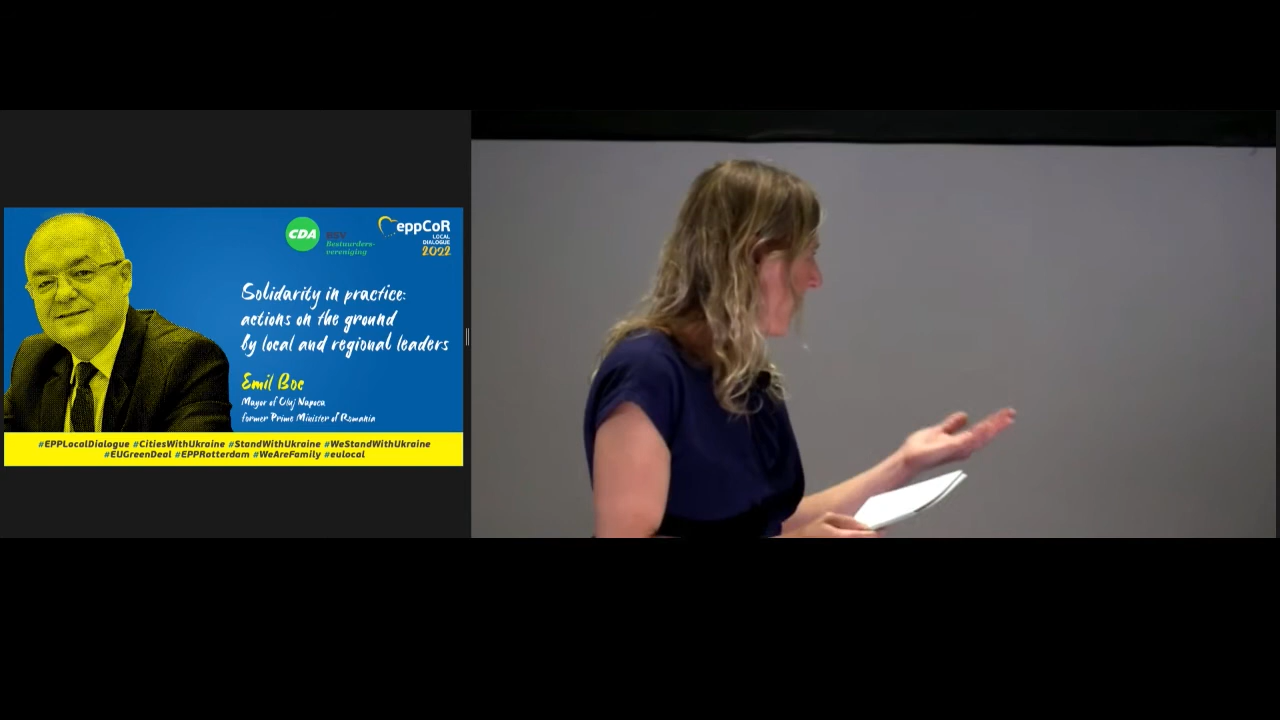 CDA
BSV
Bestuurders-
vereniging
eppCoR
LOCAL
DIALOGUE
2022
Solidarity in practice:
actions on the ground
by local and regional leaders
Emil Boc
Mayor of Cluj Napoca
former Prime Minister of Romania
#EPPLocalDialogue #CitiesWithUkraine #StandWithUkraine #WeStandWithUkraine
#EUGreenDeal #EPPRotterdam #WeAreFamily #eulocal